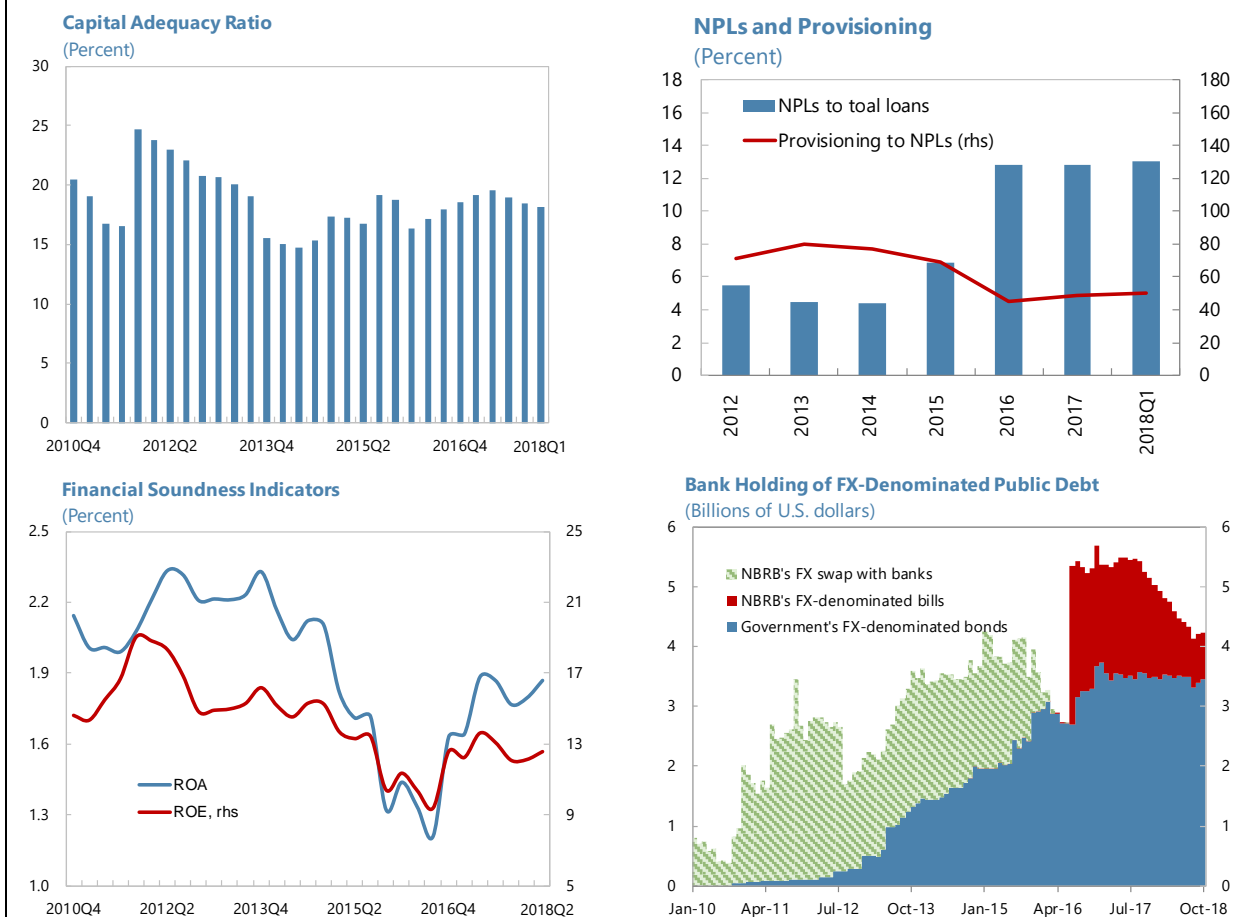 Capital Adequacy Ratio
(Percent)
30
25
20
15
10
5
0
2010Q4 2012Q2 2013Q4 2015Q2 2016Q4 2018Q1
NPLs and Provisioning
(Percent)
18 180
16 160
14 140
12 120
10 100
8 80
6 60
4 40
2 20
0 0
NPLs to toal loans
Provisioning to NPLs (rhs)
2012 2013 2014 2015 2016 2017 2018Q1
Financial Soundness Indicators
(Percent)
2.5 25
2.2 21
1.9 17
1.6 13
1.3 9
1.0 5
ROA
ROE, rhs
2010Q4 2012Q2 2013Q4 2015Q2 2016Q4 2018Q2
Bank Holding of FX-Denominated Public Debt
(Billions of U.S. dollars)
6 6
5 5
4 4
3 3
2 2
1 1
0 0
NBRB's FX swap with banks
NBRB's FX-denominated bills
Government's FX-denominated bonds
Jan-10 Apr-11 Jul-12 Oct-13 Jan-15 Apr-16 Jul-17 Oct-18